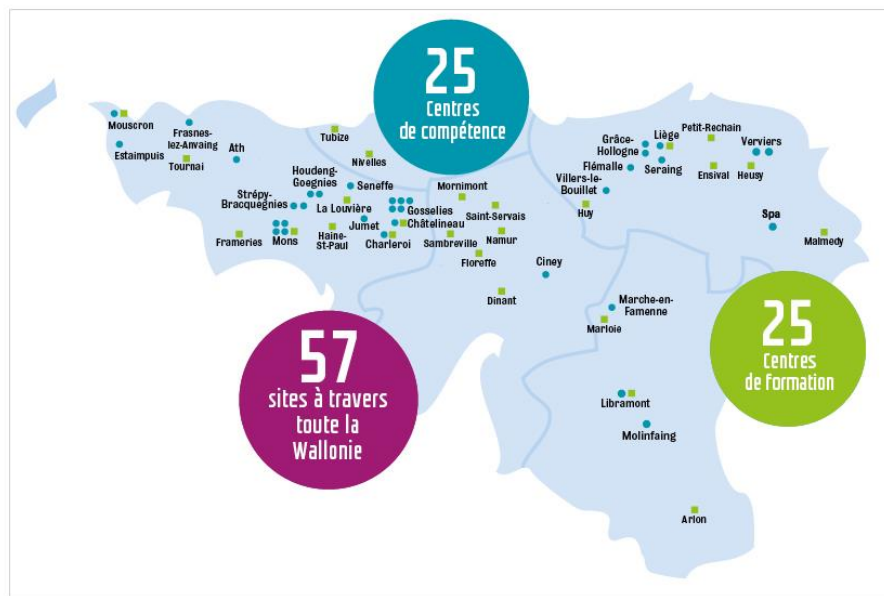 25
Centres
de compétence
Mouscron
Estaimpuis
Frasnes-
lez-Anvaing
Tournai
Ath
Tubize
Nivelles
Houdeng-
Goegnies
Seneffe
Strépy-
Bracquegnies
La Louvière
Jumet
Gosselies
Châtelineau
Frameries
Mons
Haine-
St-Paul
Charleroi
Mornimont
Saint-Servais
Sambreville
Namur
Floreffe
Dinant
Ciney
Grâce-
Hollogne
Liège
Petit-Rechain
Verviers
Flémalle
Seraing
Ensival
Heusy
Villers-le-
Bouillet
Huy
Spa
Malmedy
Marche-en-
Famenne
Marloie
Libramont
Molinfaing
Arlon
57
sites à travers
toute la
Wallonie
25
Centres
de formation